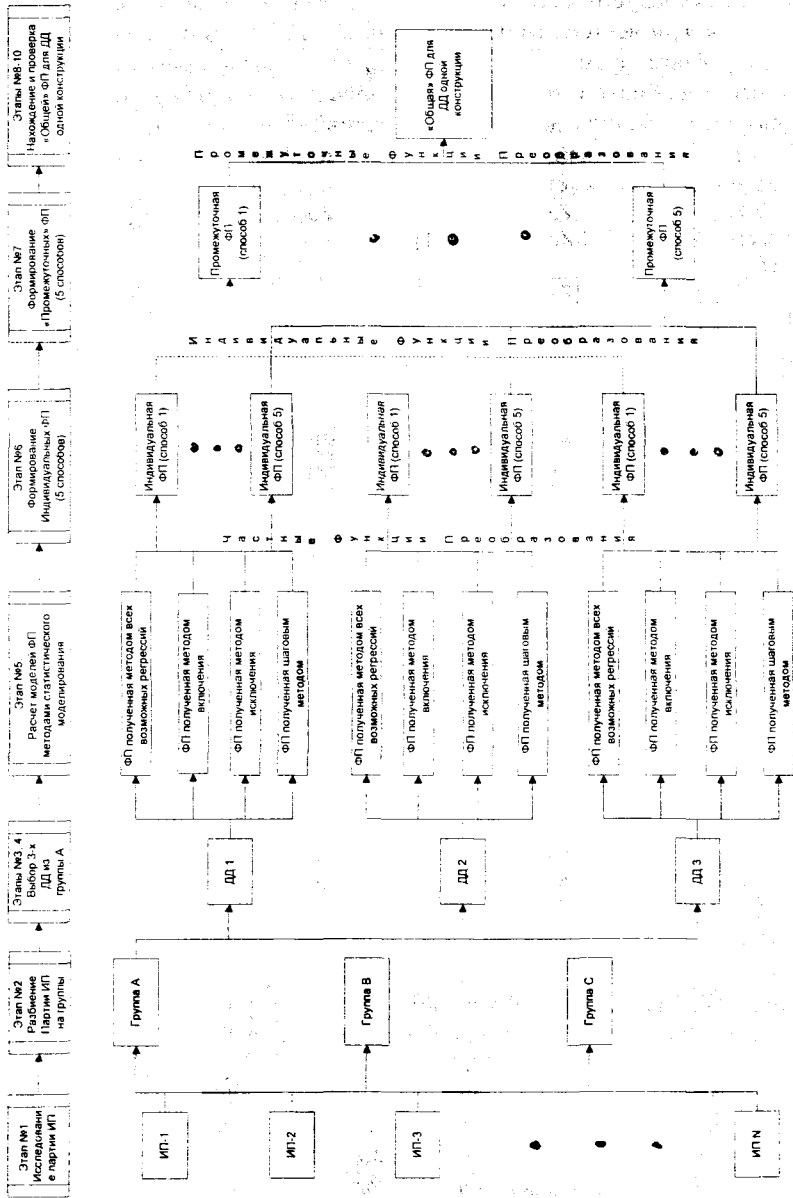 Этап №1
Исследовани
е партии ИП
Этап №2
Разбиение
Партии ИП
на группы
Этапы №3, 4
Выбор 3-х
ДД из
группы А
Этап №5
Расчет моделей ФП
методами статистического
моделирования
Этап №6
Формирование
Индивидуальных ФП
(5 способов)
Этап №7
Формирование
«Промежуточных» ФП
(5 способов)
Этапы №8-10
Нахождение и проверка
«Общей» ФП для ДД
одной конструкции
ИП-1
ИП-2
ИП-3
ИП N
Группа А
Группа В
Группа С
ДД 1
ДД 2
ДД 3
ФП полученная методом всех
возможных регрессий
ФП полученная методом
включения
ФП полученная методом
исключения
ФП полученная шаговым
методом
ФП полученная методом всех
возможных регрессии
ФП полученная методом
включения
ФП полученная методом
исключения
ФП полученная шаговым
методом
ФП полученная методом всех
возможных регрессии
ФП полученная методом
включения
ФП полученная методом
исключения
ФП полученная шаговым
методом
Частные Функции Преобразования
Индивидуальная
ФП (способ 1)
Индивидуальная
ФП (способ 5)
Индивидуальная
ФП (способ 1)
Индивидуальная
ФП (способ 5)
Индивидуальная
ФП (способ 1)
Индивидуальная
ФП (способ 5)
Индивидуальные Функции Преобразования
Промежуточная
ФП
(способ 1)
Промежуточная
ФП
(способ 5)
Промежуточные Функции Преобразования
«Общая» ФП для
ДД одной
конструкции